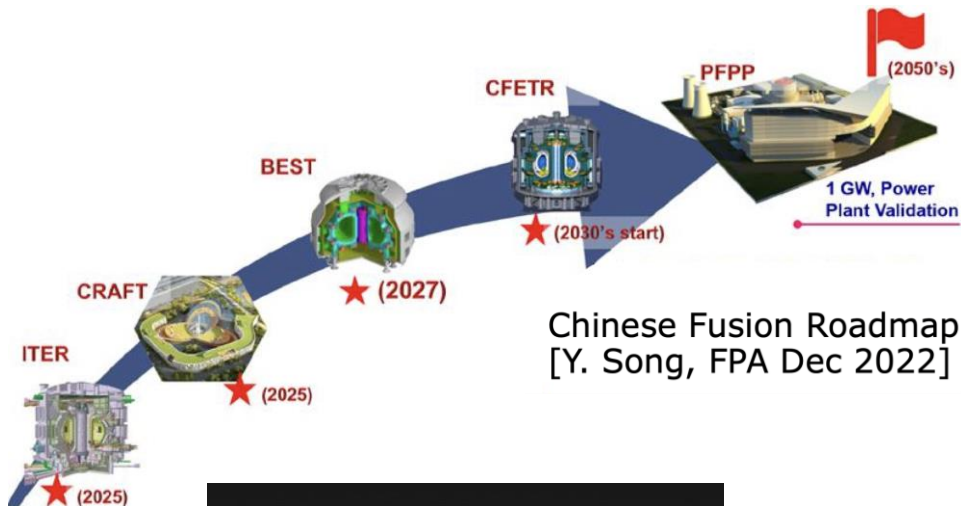 (2050's)
PFPP
CFETR
1 GW, Power
Plant Validation
BEST
(2030's start)
(2027)
CRAFT
Chinese Fusion Roadmap
[Y. Song, FPA Dec 2022]
ITER
(2025)
(2025)